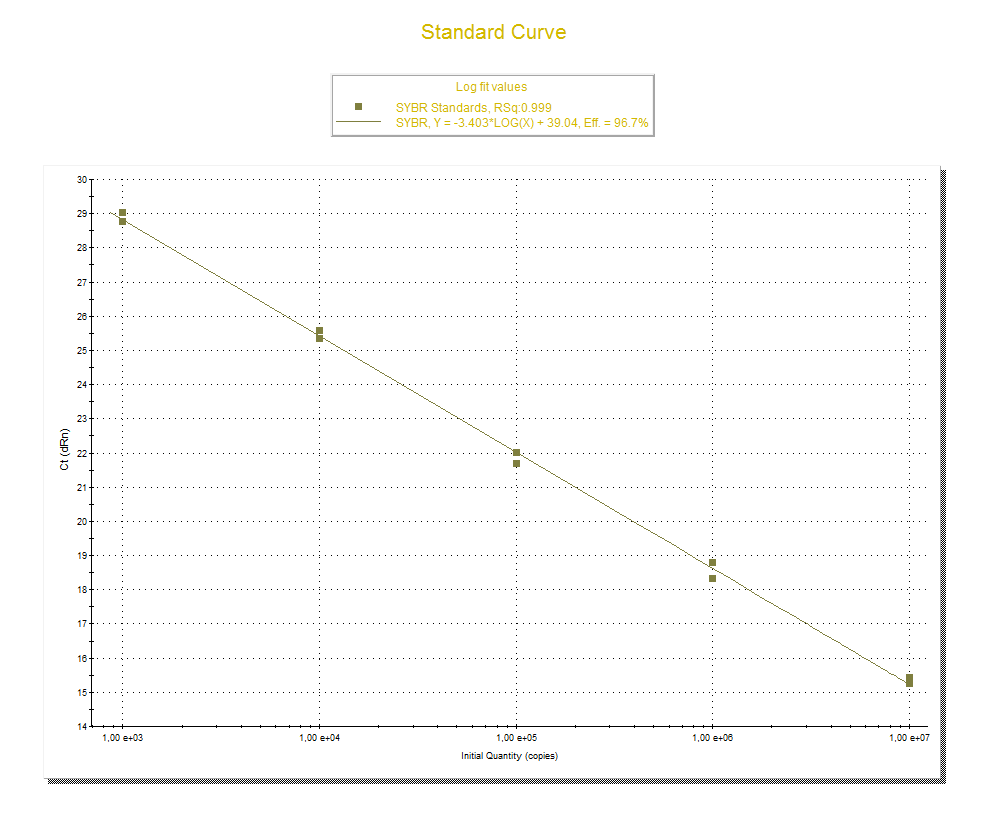 Standard Curve
Log fit values
SYBR Standards, RSq:0.999
SYBR, Y = -3.403*LOG(X) + 39.04, Eff. = 96.7%
30
29
28
27
26
25
24
23
22
21
20
19
18
17
16
15
14
Ct (dRn)
1,00 e+03 1,00 e+04 1,00 e+05 1,00 e+06 1,00 e+07
Initial Quantity (copies)